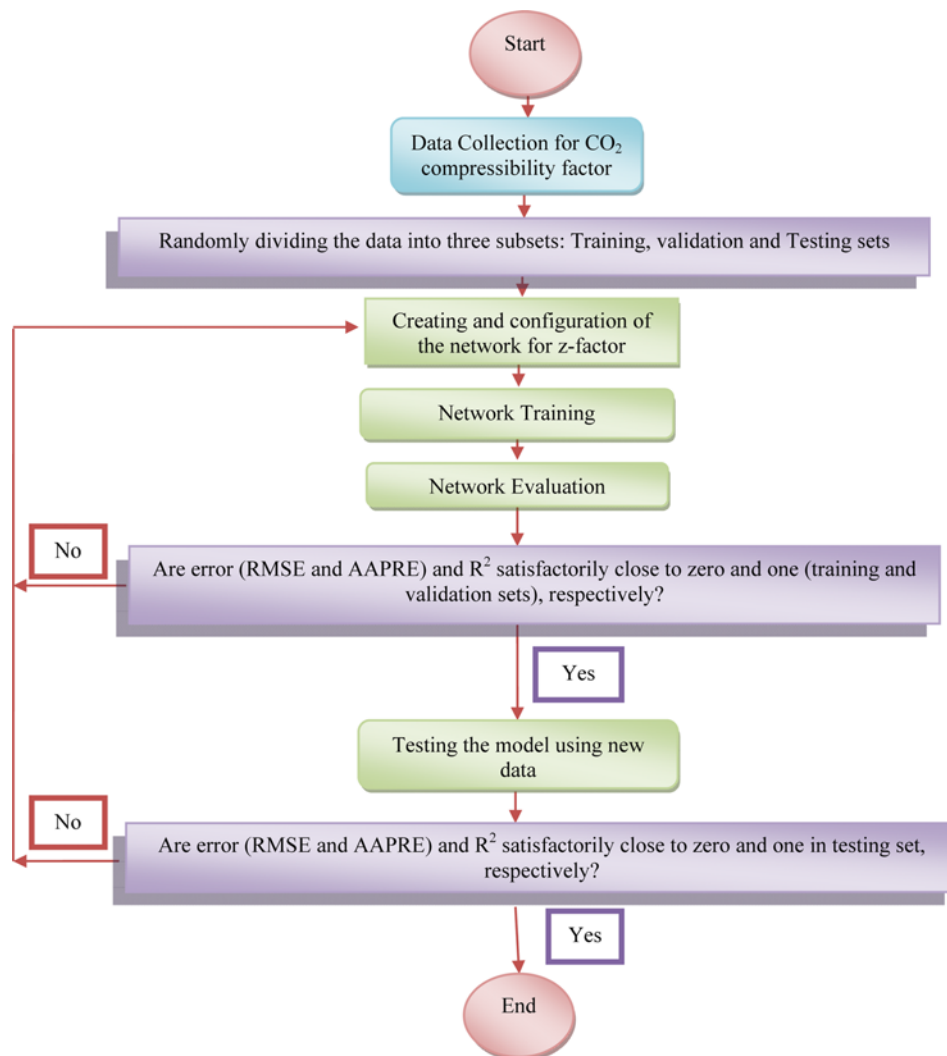 Start
Data Collection for CO₂
compressibility factor
Randomly dividing the data into three subsets: Training, validation and Testing sets
Creating and configuration of
the network for z-factor
Network Training
Network Evaluation
No
Are error (RMSE and AAPRE) and R² satisfactorily close to zero and one (training and
validation sets), respectively?
Yes
Testing the model using new
data
No
Are error (RMSE and AAPRE) and R² satisfactorily close to zero and one in testing set,
respectively?
Yes
End